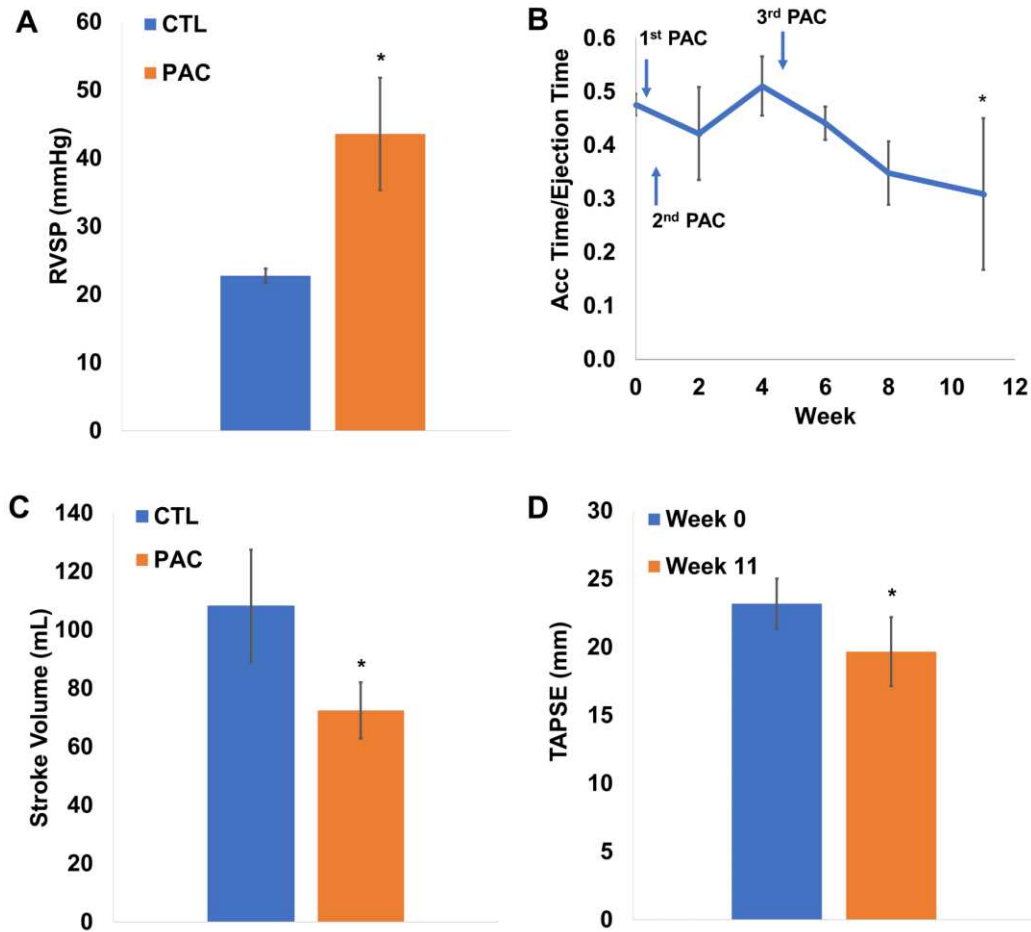 A
CTL
PAC
RVSP (mmHg)
60
50
40
30
20
10
0
*
B
1st PAC
3rd PAC
2nd PAC
*
Acc Time/Ejection Time
0.6
0.5
0.4
0.3
0.2
0.1
0.0
0 2 4 6 8 10 12
Week
C
CTL
PAC
Stroke Volume (mL)
140
120
100
80
60
40
20
0
*
D
Week 0
Week 11
TAPSE (mm)
30
25
20
15
10
5
0
*